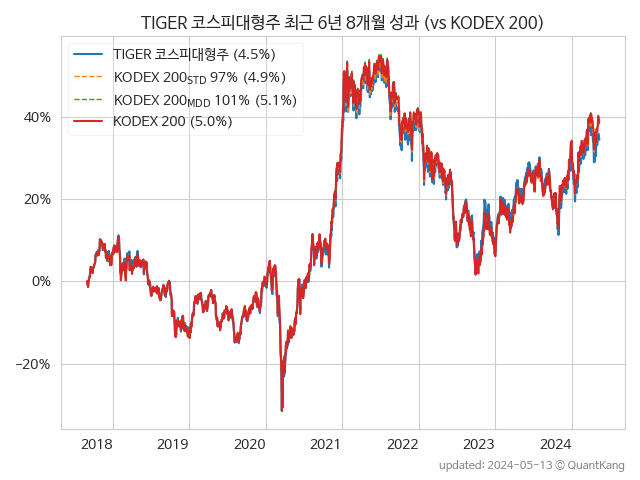 TIGER 코스피대형주 최근 6년 8개월 성과 (vs KODEX 200)
TIGER 코스피대형주 (4.5%)
KODEX 200STD 97% (4.9%)
KODEX 200MDD 101% (5.1%)
KODEX 200 (5.0%)
40%
20%
0%
−20%
2018 2019 2020 2021 2022 2023 2024
updated: 2024-05-13 © QuantKang